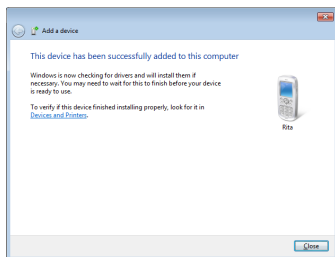 Add a device
This device has been successfully added to this computer
Windows is now checking for drivers and will install them if
necessary. You may need to wait for this to finish before your device
is ready to use.
To verify if this device finished installing properly, look for it in
Devices and Printers.
Rita
Close